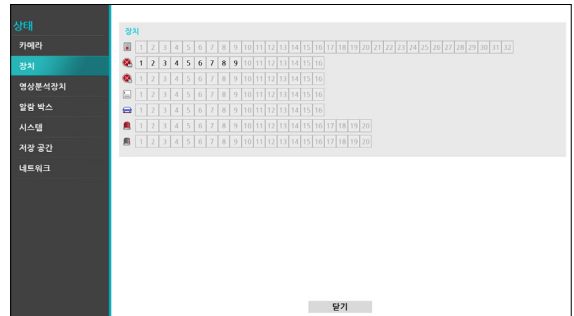 상태
카메라
장치
영상분석장치
알람 박스
시스템
저장 공간
네트워크
장치
1 2 3 4 5 6 7 8 9 10 11 12 13 14 15 16 17 18 19 20 21 22 23 24 25 26 27 28 29 30 31 32
1 2 3 4 5 6 7 8 9 10 11 12 13 14 15 16
1 2 3 4 5 6 7 8 9 10 11 12 13 14 15 16
1 2 3 4 5 6 7 8 9 10 11 12 13 14 15 16
1 2 3 4 5 6 7 8 9 10 11 12 13 14 15 16
1 2 3 4 5 6 7 8 9 10 11 12 13 14 15 16 17 18 19 20
1 2 3 4 5 6 7 8 9 10 11 12 13 14 15 16 17 18 19 20
닫기